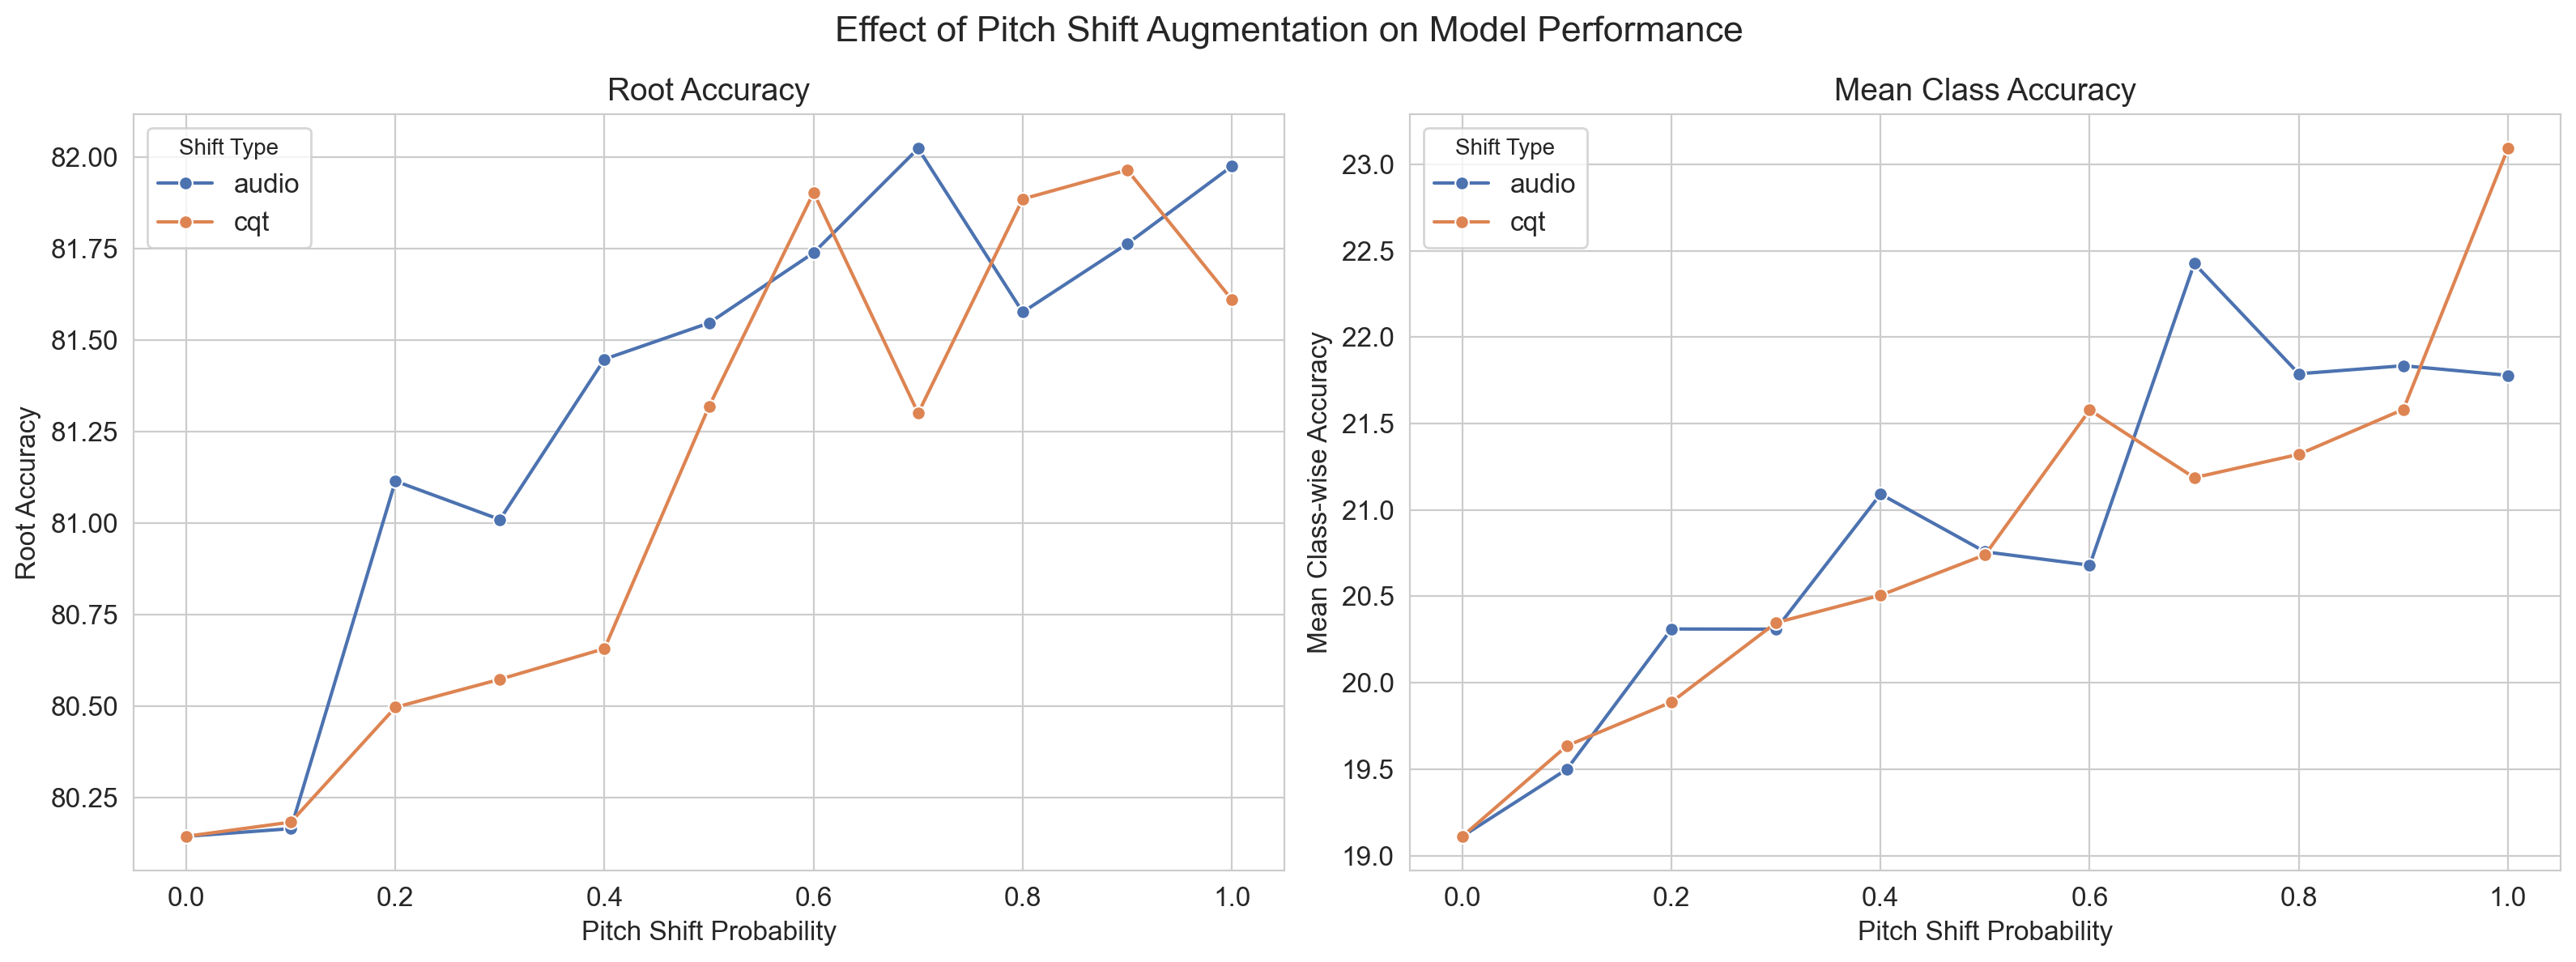 Effect of Pitch Shift Augmentation on Model Performance
Root Accuracy
Shift Type
audio
cqt
82.00
81.75
81.50
81.25
81.00
80.75
80.50
80.25
Root Accuracy
0.0 0.2 0.4 0.6 0.8 1.0
Pitch Shift Probability
Mean Class Accuracy
Shift Type
audio
cqt
23.0
22.5
22.0
21.5
21.0
20.5
20.0
19.5
19.0
Mean Class-wise Accuracy
0.0 0.2 0.4 0.6 0.8 1.0
Pitch Shift Probability